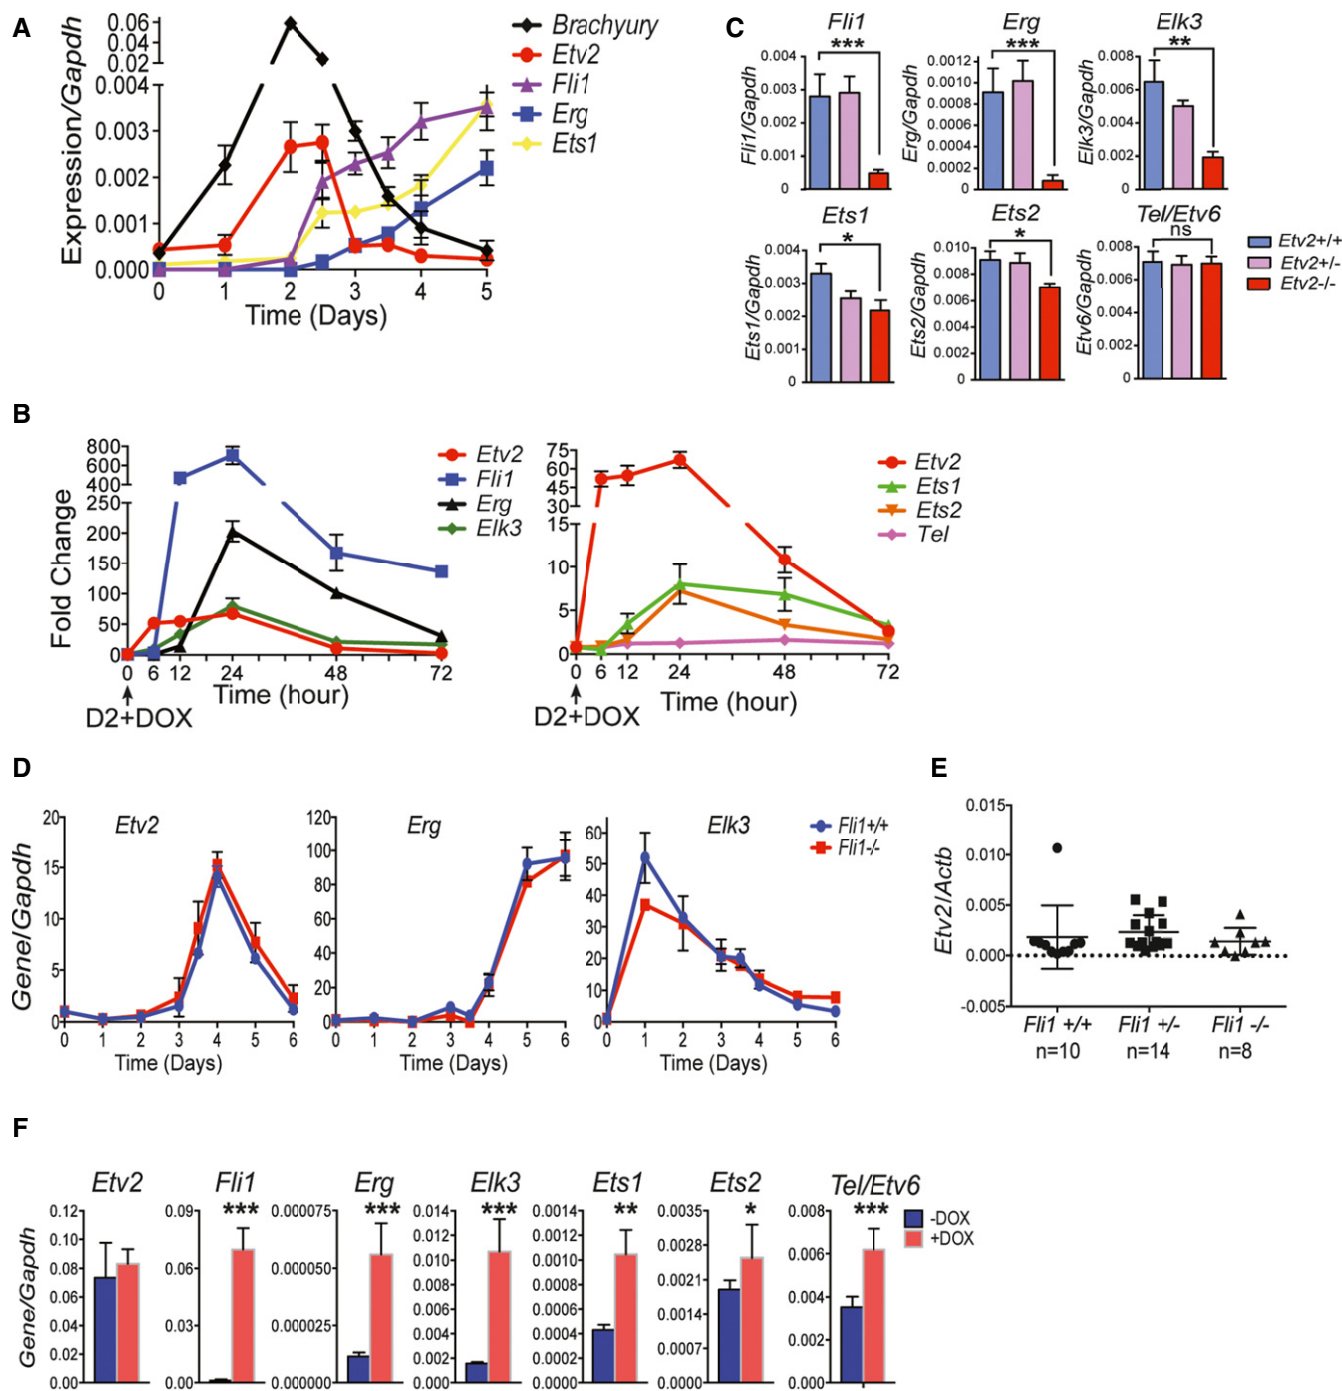 A
Expression/Gapdh
0.06
0.04
0.02
0.004
0.003
0.002
0.001
0.000
0 1 2 3 4 5
Time (Days)
Brachyury
Etv2
Fli1
Erg
Ets1
C
Fli1
***
Fli1/Gapdh
0.004
0.003
0.002
0.001
0
Erg
***
Erg/Gapdh
0.0012
0.0010
0.0008
0.0006
0.0004
0.0002
0
Elk3
**
Elk3/Gapdh
0.008
0.006
0.004
0.002
0
Ets1
*
Ets1/Gapdh
0.004
0.003
0.002
0.001
0
Ets2
*
Ets2/Gapdh
0.010
0.008
0.006
0.004
0.002
0
Tel/Etv6
ns
Etv6/Gapdh
0.008
0.006
0.004
0.002
0
Etv2+/+
Etv2+/-
Etv2-/-
B
Fold Change
800
600
400
250
200
150
100
50
0
0 6 12 24 48 72
Time (hour)
D2+DOX
Etv2
Fli1
Erg
Elk3
75
60
45
30
15
10
5
0
0 6 12 24 48 72
Time (hour)
D2+DOX
Etv2
Ets1
Ets2
Tel
D
Gene/Gapdh
Etv2
20
15
10
5
0
0 1 2 3 4 5 6
Time (Days)
Erg
120
100
80
60
40
20
0
0 1 2 3 4 5 6
Time (Days)
Elk3
60
50
40
30
20
10
0
0 1 2 3 4 5 6
Time (Days)
Fli1+/+
Fli1-/-
E
Etv2/Actb
0.015
0.010
0.005
0.000
-0.005
Fli1 +/+ Fli1 +/- Fli1 -/-
n=10 n=14 n=8
F
Gene/Gapdh
Etv2
0.12
0.10
0.08
0.06
0.04
0.02
0.00
Fli1
***
0.09
0.06
0.03
0.00
Erg
***
0.000075
0.000050
0.000025
0.000000
Elk3
***
0.014
0.012
0.010
0.008
0.006
0.004
0.002
0.000
Ets1
**
0.0014
0.0012
0.0010
0.0008
0.0006
0.0004
0.0002
0.0000
Ets2
*
0.0035
0.0028
0.0021
0.0014
0.0007
0.0000
Tel/Etv6
***
0.008
0.006
0.004
0.002
0.000
-DOX
+DOX